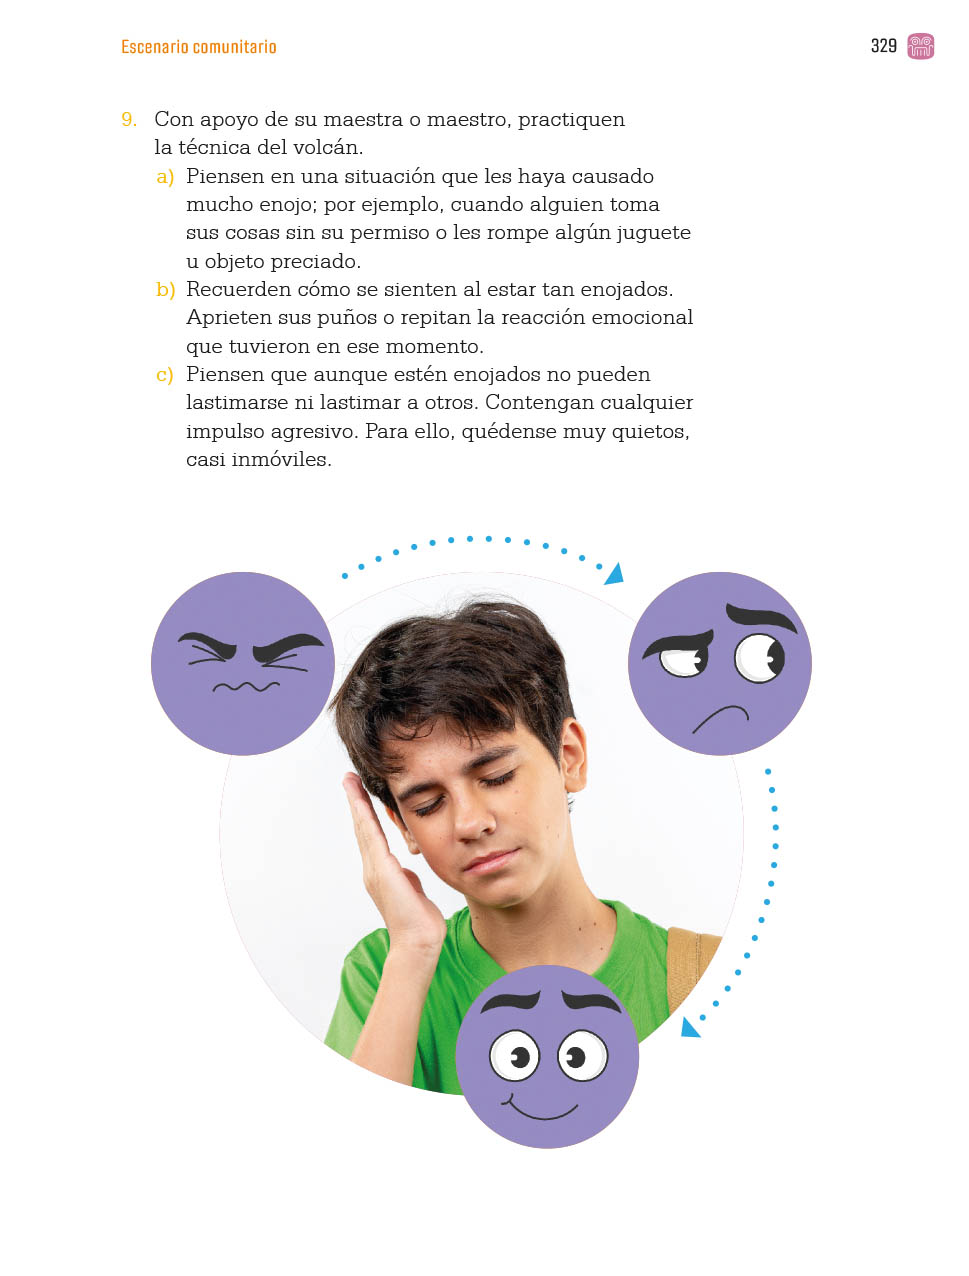 Escenario comunitario
329
9. Con apoyo de su maestra o maestro, practiquen
la técnica del volcán.
a) Piensen en una situación que les haya causado
mucho enojo; por ejemplo, cuando alguien toma
sus cosas sin su permiso o les rompe algún juguete
u objeto preciado.
b) Recuerden cómo se sienten al estar tan enojados.
Aprieten sus puños o repitan la reacción emocional
que tuvieron en ese momento.
c) Piensen que aunque estén enojados no pueden
lastimarse ni lastimar a otros. Contengan cualquier
impulso agresivo. Para ello, quédense muy quietos,
casi inmóviles.